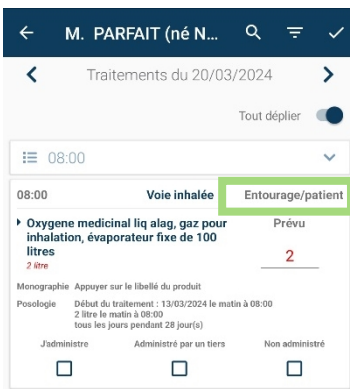 M. PARFAIT (né N...
Traitements du 20/03/2024
Tout déplier
08:00
08:00 Voie inhalée Entourage/patient
Oxygene medicinal liq alag, gaz pour Prévu
inhalation, évaporateur fixe de 100
litres 2
2 litre
Monographie Appuyer sur le libellé du produit
Posologie Début du traitement : 13/03/2024 le matin à 08:00
2 litre le matin à 08:00
tous les jours pendant 28 jour(s)
J'administre Administré par un tiers Non administré